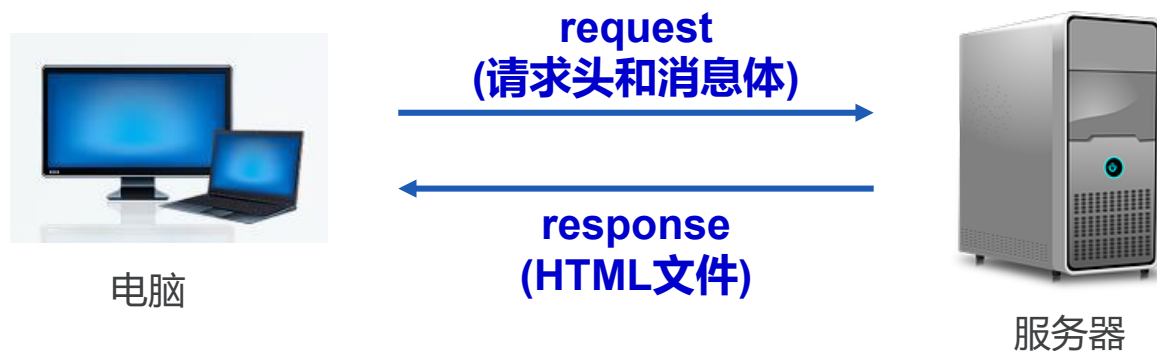 request
(请求头和消息体)
response
(HTML文件)
电脑
服务器